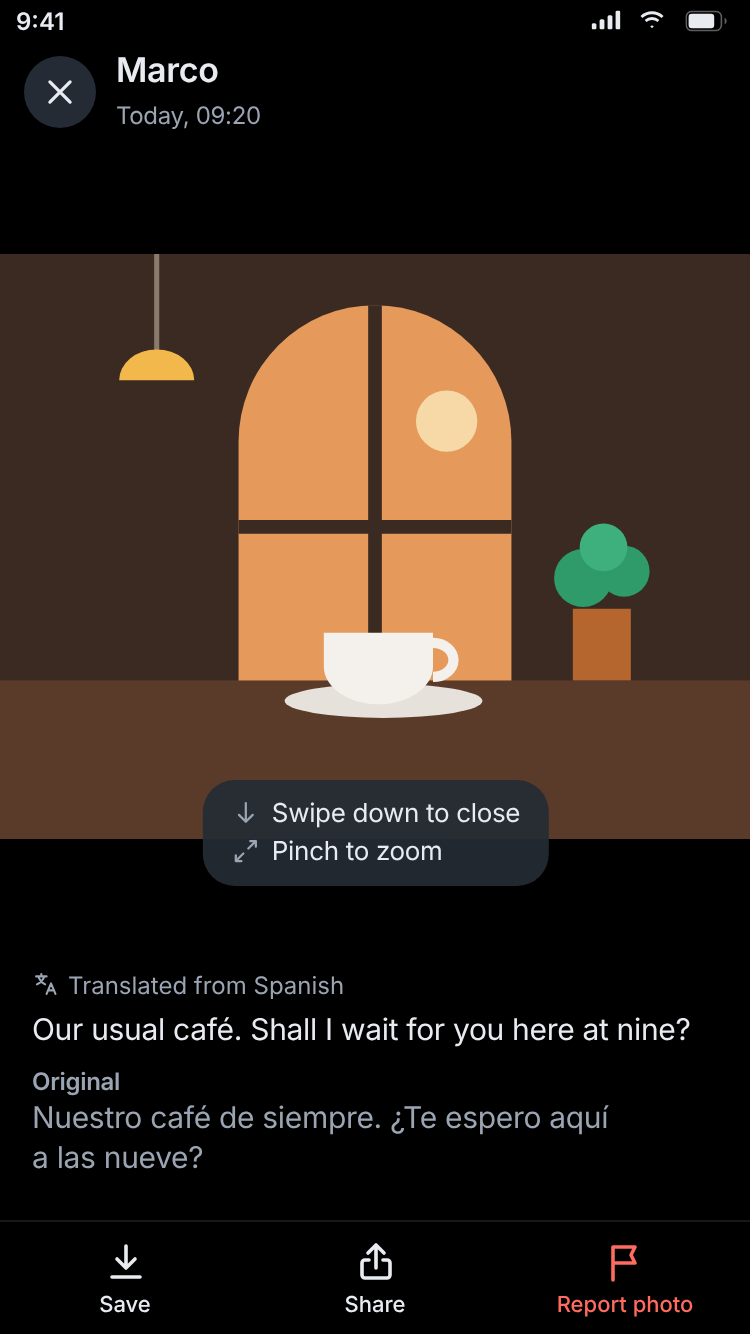 9:41
Marco
Today, 09:20
Swipe down to close
Pinch to zoom
Translated from Spanish
Our usual café. Shall I wait for you here at nine?
Original
Nuestro café de siempre. ¿Te espero aquí
a las nueve?
Save
Share
Report photo